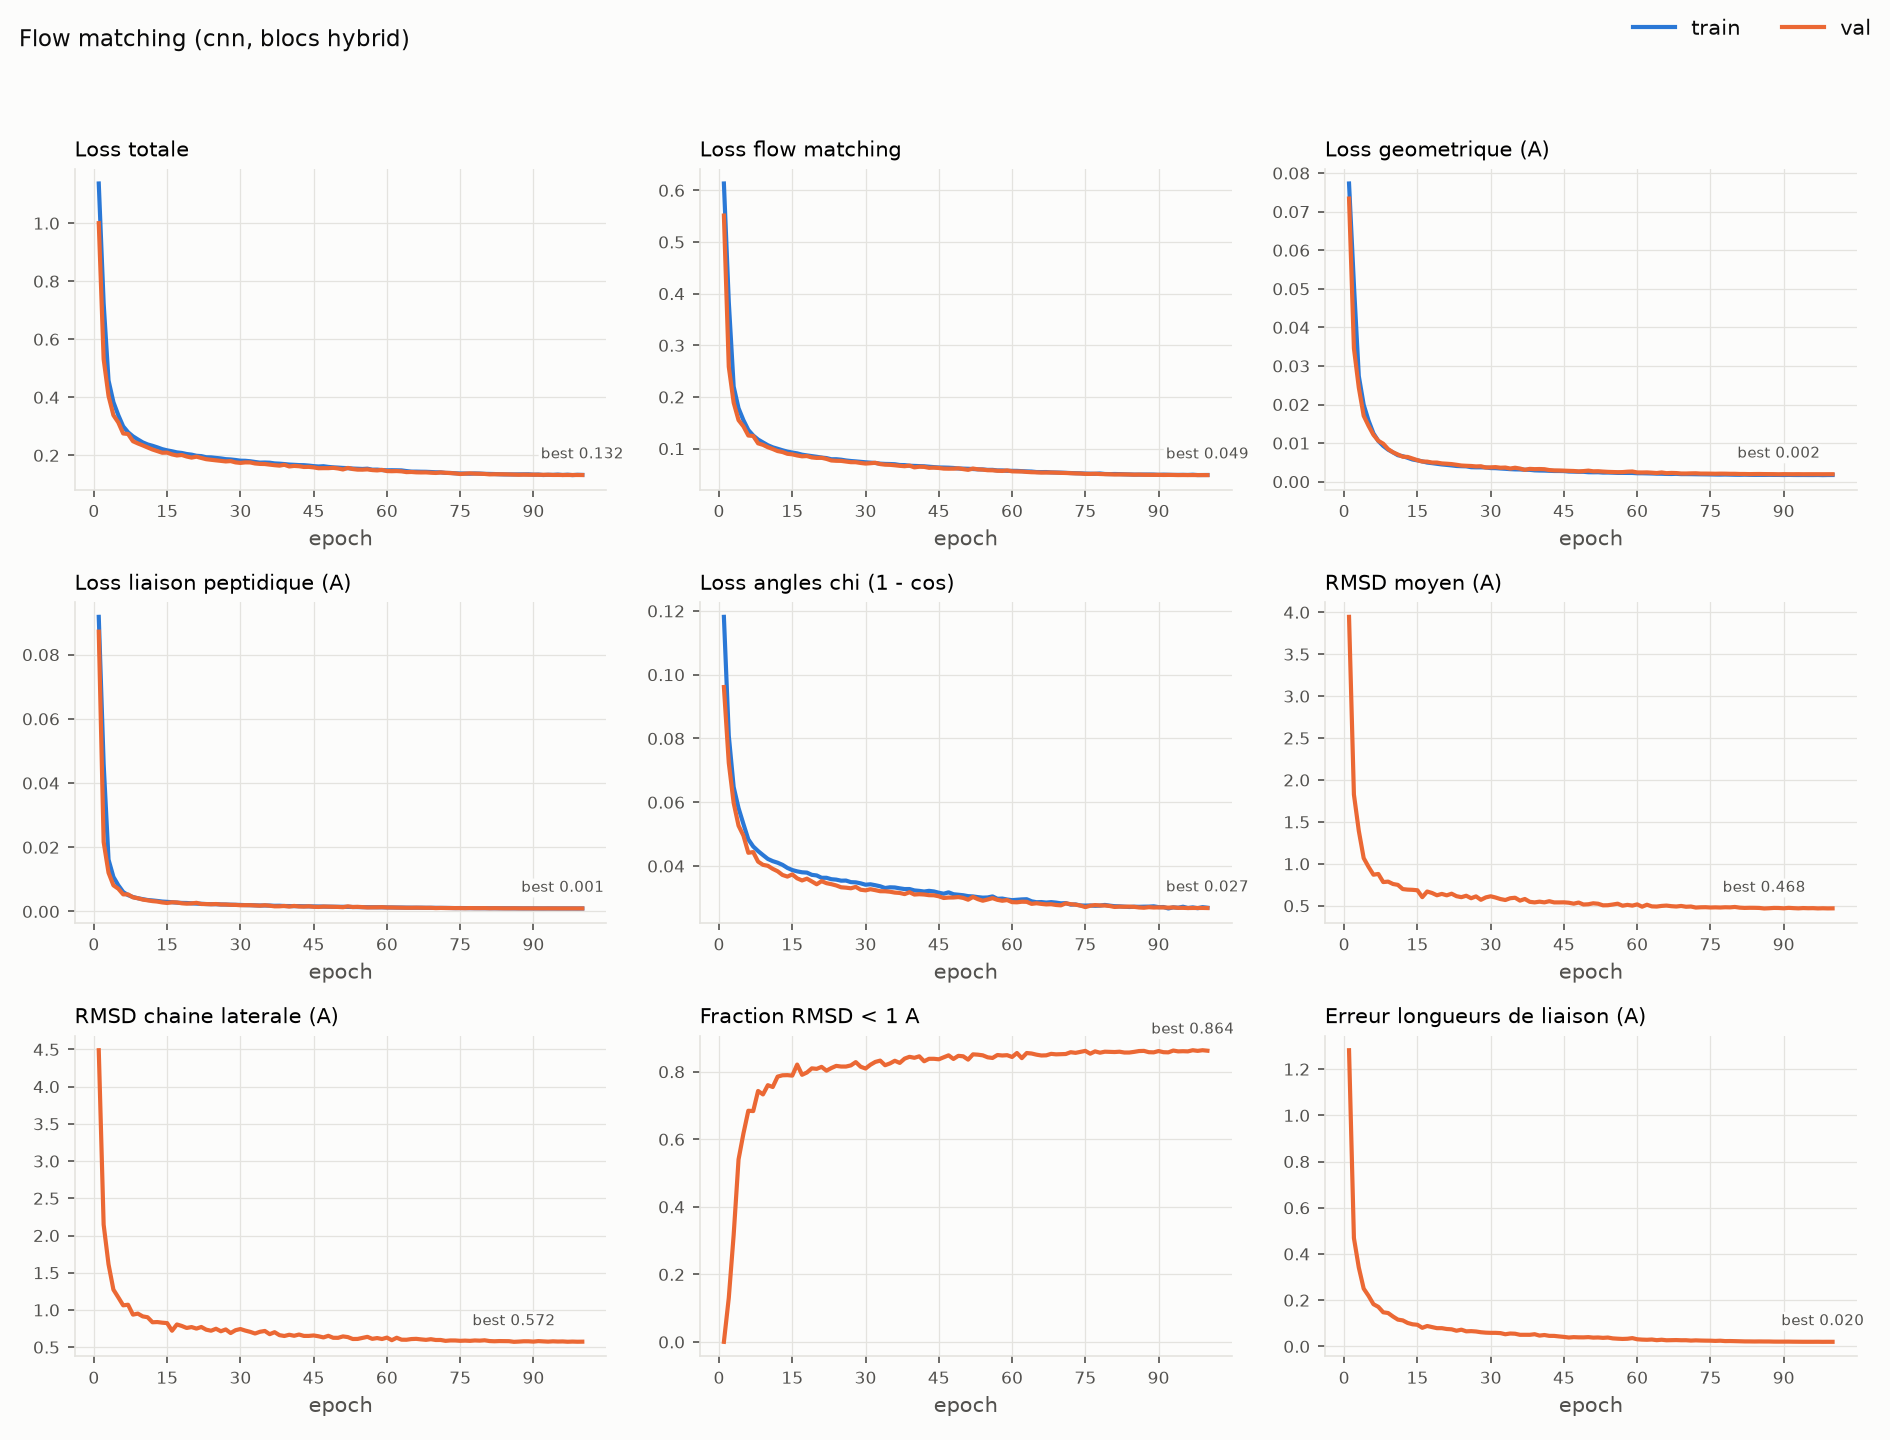 Flow matching (cnn, blocs hybrid)
train
val
Loss totale
1.0
0.8
0.6
0.4
0.2
best 0.132
0 15 30 45 60 75 90
epoch
Loss flow matching
0.6
0.5
0.4
0.3
0.2
0.1
best 0.049
0 15 30 45 60 75 90
epoch
Loss geometrique (A)
0.08
0.07
0.06
0.05
0.04
0.03
0.02
0.01
0.00
best 0.002
0 15 30 45 60 75 90
epoch
Loss liaison peptidique (A)
0.08
0.06
0.04
0.02
0.00
best 0.001
0 15 30 45 60 75 90
epoch
Loss angles chi (1 - cos)
0.12
0.10
0.08
0.06
0.04
best 0.027
0 15 30 45 60 75 90
epoch
RMSD moyen (A)
4.0
3.5
3.0
2.5
2.0
1.5
1.0
0.5
best 0.468
0 15 30 45 60 75 90
epoch
RMSD chaine laterale (A)
4.5
4.0
3.5
3.0
2.5
2.0
1.5
1.0
0.5
best 0.572
0 15 30 45 60 75 90
epoch
Fraction RMSD < 1 A
best 0.864
0.8
0.6
0.4
0.2
0.0
0 15 30 45 60 75 90
epoch
Erreur longueurs de liaison (A)
1.2
1.0
0.8
0.6
0.4
0.2
0.0
best 0.020
0 15 30 45 60 75 90
epoch